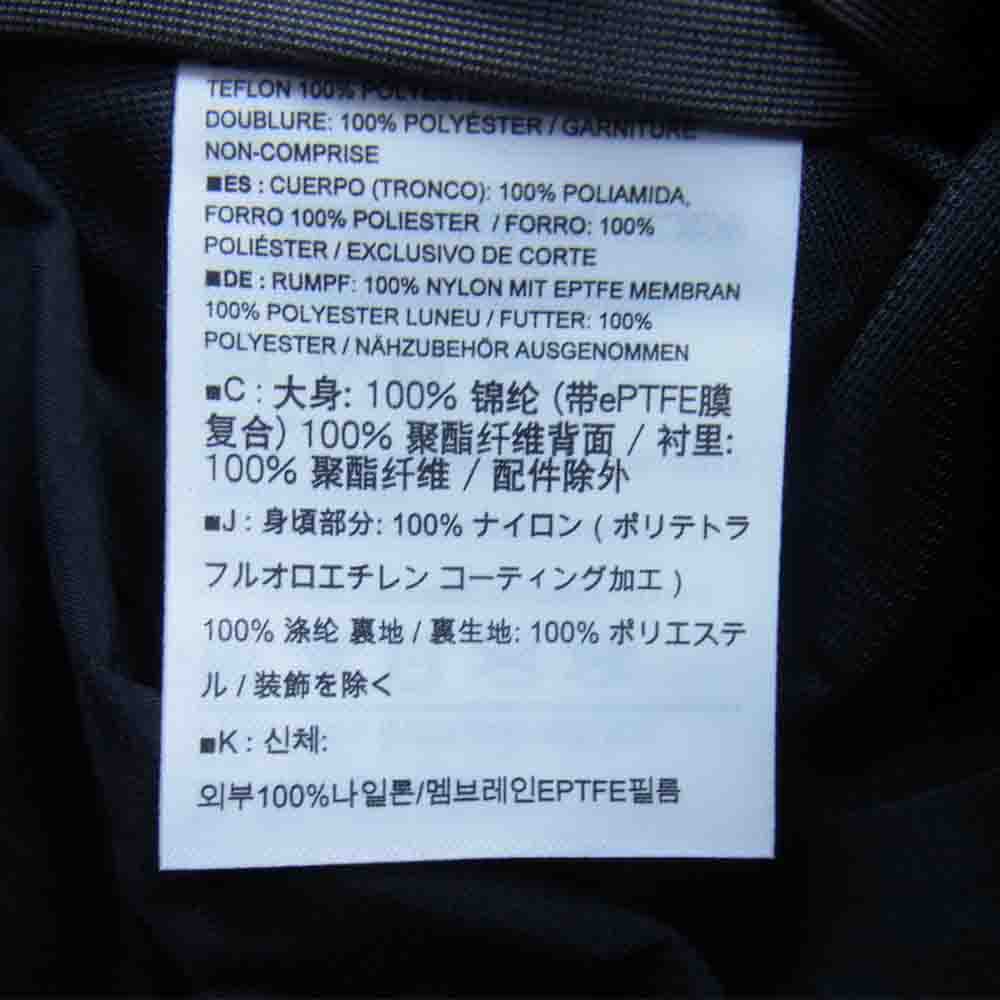 TEFLON 100% POLYESTER
DOUBLURE: 100% POLYÉSTER / GARNITURE
NON-COMPRISE
■ES : CUERPO (TRONCO): 100% POLIAMIDA,
FORRO 100% POLIESTER / FORRO: 100%
POLIÉSTER / EXCLUSIVO DE CORTE
■DE : RUMPF: 100% NYLON MIT EPTFE MEMBRAN
100% POLYESTER LUNEU / FUTTER: 100%
POLYESTER / NÄHZUBEHÖR AUSGENOMMEN
■C : 大身: 100% 锦纶 (带ePTFE膜
复合) 100% 聚酯纤维背面 / 衬里:
100% 聚酯纤维 / 配件除外
■J : 身頃部分: 100% ナイロン ( ポリテトラ
フルオロエチレン コーティング加工 )
100% 涤纶 裏地 / 裏生地: 100% ポリエステ
ル / 装飾を除く
■K : 신체:
외부100%나일론/멤브레인EPTFE필름